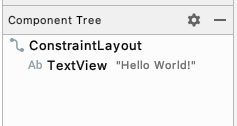 Component Tree
ConstraintLayout
Ab TextView "Hello World!"